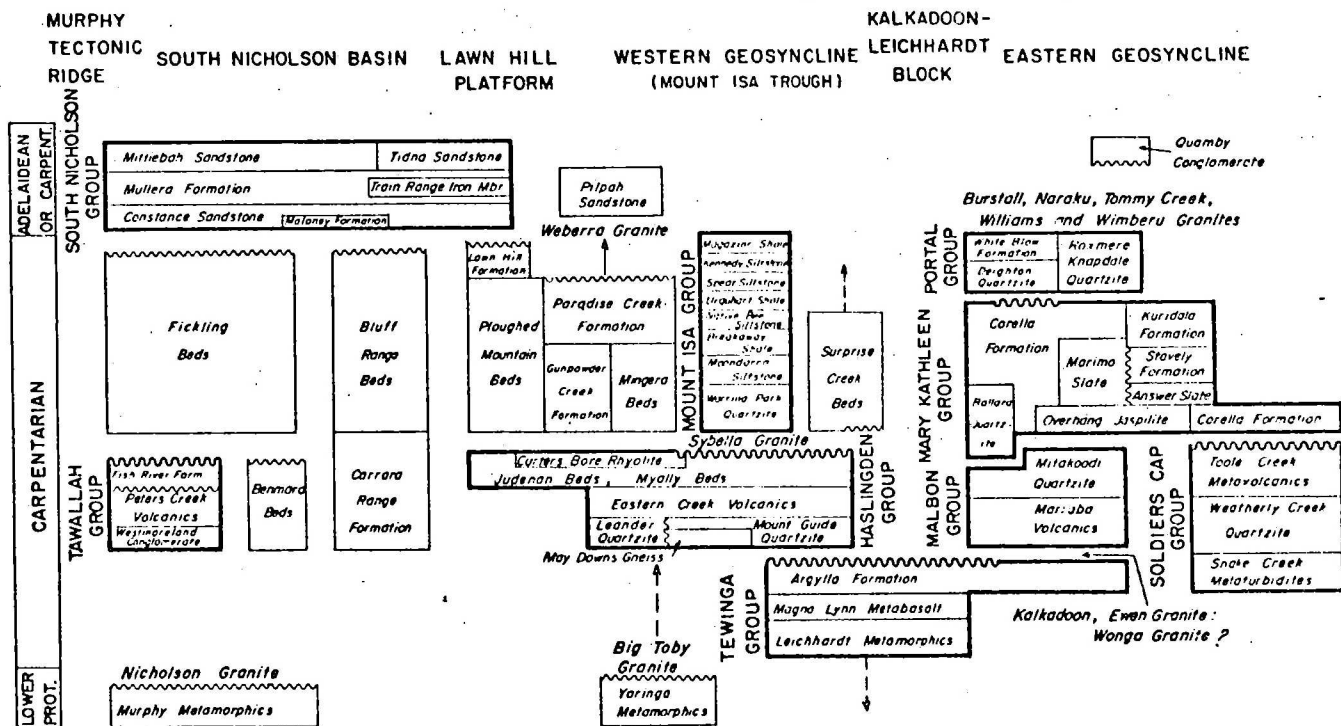 MURPHY
TECTONIC
RIDGE
SOUTH NICHOLSON BASIN
LAWN HILL
PLATFORM
WESTERN GEOSYNCLINE
(MOUNT ISA TROUGH)
KALKADOON-
LEICHHARDT
BLOCK
EASTERN GEOSYNCLINE
ADELAIDEAN
OR CARPENT.
CARPENTARIAN
LOWER
PROT.
SOUTH NICHOLSON
GROUP
Mittiebah Sandstone
Tidna Sandstone
Mullera Formation
Train Range Iron Mbr
Constance Sandstone
Maloney Formation
Pilpah
Sandstone
Weberra Granite
Quamby
Conglomerate
Burstall, Naraku, Tommy Creek,
Williams and Wimberu Granites
Fickling
Beds
Bluff
Range
Beds
Lawn Hill
Formation
Ploughed
Mountain
Beds
Paradise Creek
Formation
Gunpowder
Creek
Formation
Mingera
Beds
MOUNT ISA GROUP
Magazine Shale
Kennedy Siltstone
Spear Siltstone
Urquhart Shale
Native Bee
Siltstone
Breakaway
Shale
Moondarra
Siltstone
Warrina Park
Quartzite
Surprise
Creek
Beds
PORTAL
GROUP
White Blow
Formation
Deighton
Quartzite
Roxmere
Knapdale
Quartzite
MARY KATHLEEN
GROUP
Corella
Formation
Marimo
Slate
Kuridala
Formation
Stavely
Formation
Answer Slate
Ballara
Quartz-
ite
Overhang Jaspilite
Corella Formation
Sybella Granite
TAWALLAH
GROUP
Fish River Form
Peters Creek
Volcanics
Westmoreland
Conglomerate
Benmara
Beds
Carrara
Range
Formation
Carters Bore Rhyolite
Judenan Beds, Myally Beds
Eastern Creek Volcanics
Leander
Quartzite
Mount Guide
Quartzite
May Downs Gneiss
HASLINGDEN
GROUP
MALBON
GROUP
Mitakoodi
Quartzite
Marraba
Volcanics
SOLDIERS CAP
GROUP
Toole Creek
Metavolcanics
Weatherly Creek
Quartzite
Snake Creek
Metaturbidites
TEWINGA
GROUP
Argylla Formation
Magna Lynn Metabasalt
Leichhardt Metamorphics
Kalkadoon, Ewen Granite:
Wonga Granite ?
Nicholson Granite
Murphy Metamorphics
Big Toby
Granite
Yaringa
Metamorphics